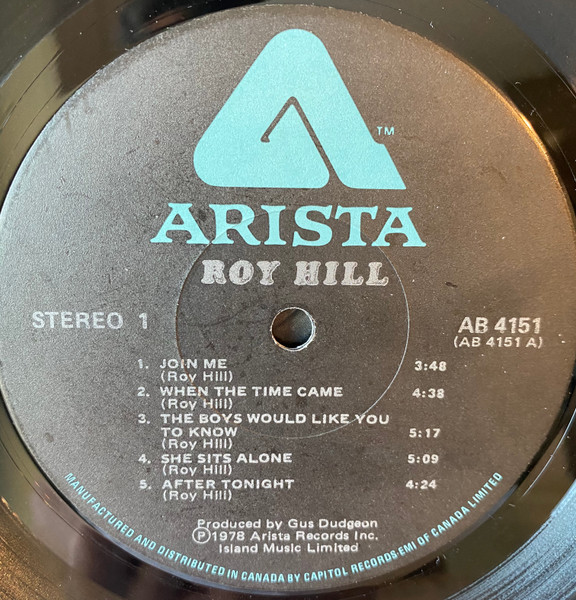 TM
ARISTA
ROY HILL
STEREO 1
AB 4151
(AB 4151 A)
1. JOIN ME 3:48
(Roy Hill)
2. WHEN THE TIME CAME 4:38
(Roy Hill)
3. THE BOYS WOULD LIKE YOU
TO KNOW 5:17
(Roy Hill)
4. SHE SITS ALONE 5:09
(Roy Hill)
5. AFTER TONIGHT 4:24
(Roy Hill)
Produced by Gus Dudgeon
Ⓟ1978 Arista Records Inc.
Island Music Limited
MANUFACTURED AND DISTRIBUTED IN CANADA BY CAPITOL RECORDS-EMI OF CANADA LIMITED